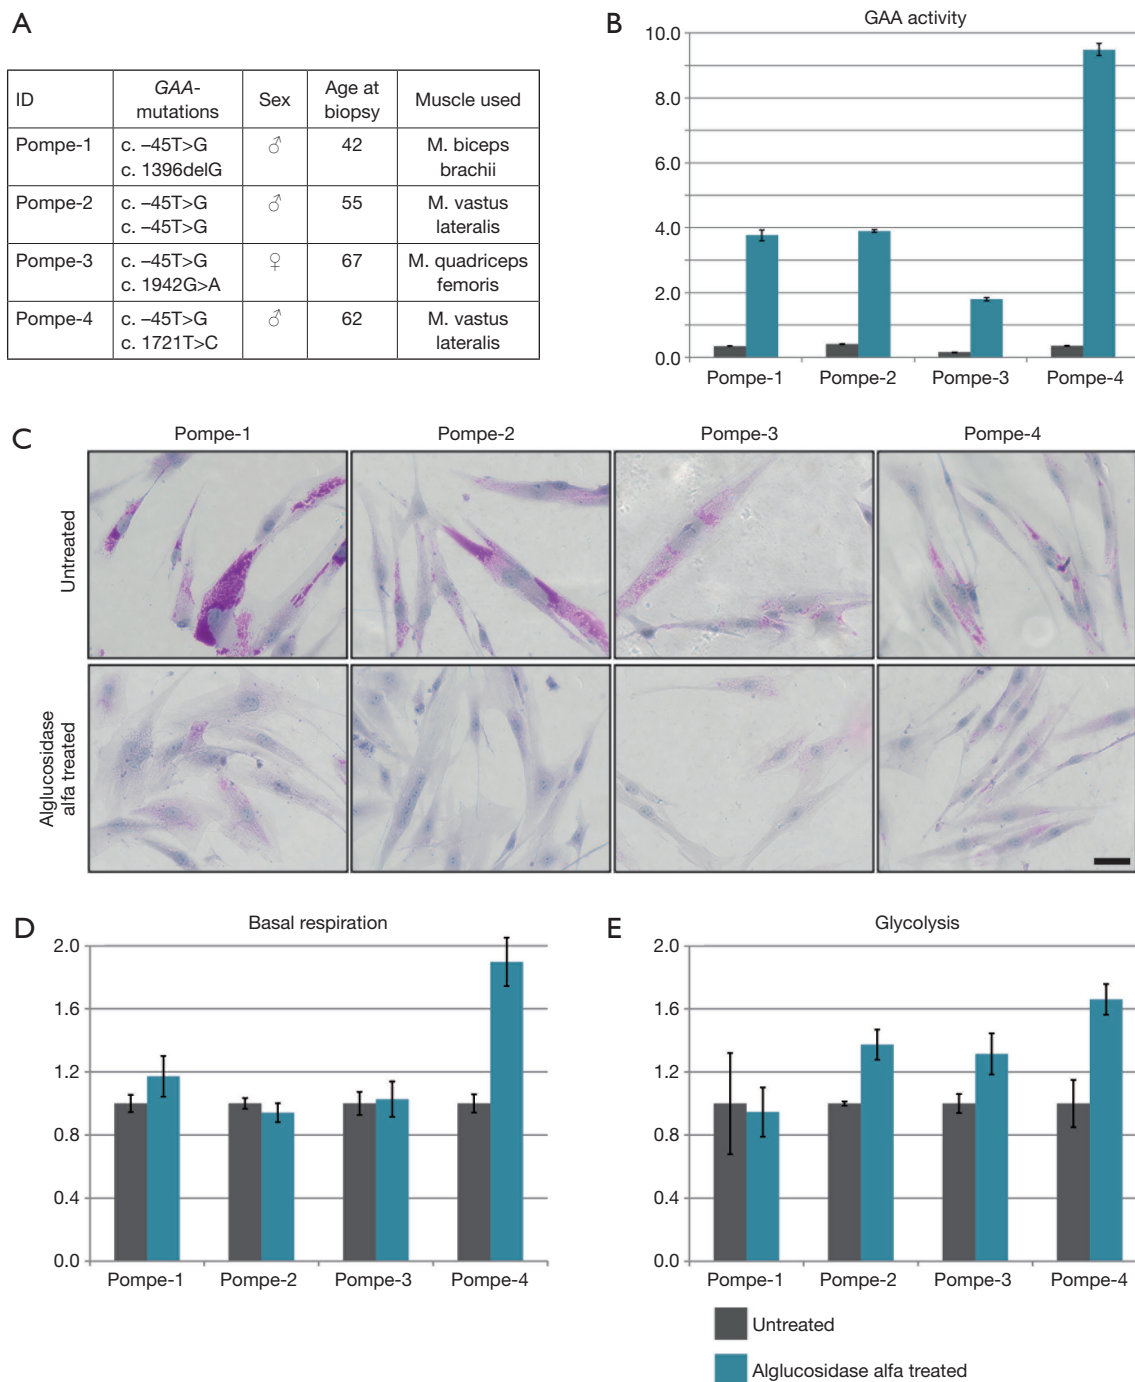 A
ID
GAA-
mutations
Sex
Age at
biopsy
Muscle used
Pompe-1
c. –45T>G
c. 1396delG
♂
42
M. biceps
brachii
Pompe-2
c. –45T>G
c. –45T>G
♂
55
M. vastus
lateralis
Pompe-3
c. –45T>G
c. 1942G>A
♀
67
M. quadriceps
femoris
Pompe-4
c. –45T>G
c. 1721T>C
♂
62
M. vastus
lateralis
B
GAA activity
10.0
8.0
6.0
4.0
2.0
0.0
Pompe-1
Pompe-2
Pompe-3
Pompe-4
C
Pompe-1
Pompe-2
Pompe-3
Pompe-4
Untreated
Alglucosidase
alfa treated
D
Basal respiration
2.0
1.6
1.2
0.8
0.4
0.0
Pompe-1
Pompe-2
Pompe-3
Pompe-4
E
Glycolysis
2.0
1.6
1.2
0.8
0.4
0.0
Pompe-1
Pompe-2
Pompe-3
Pompe-4
Untreated
Alglucosidase alfa treated